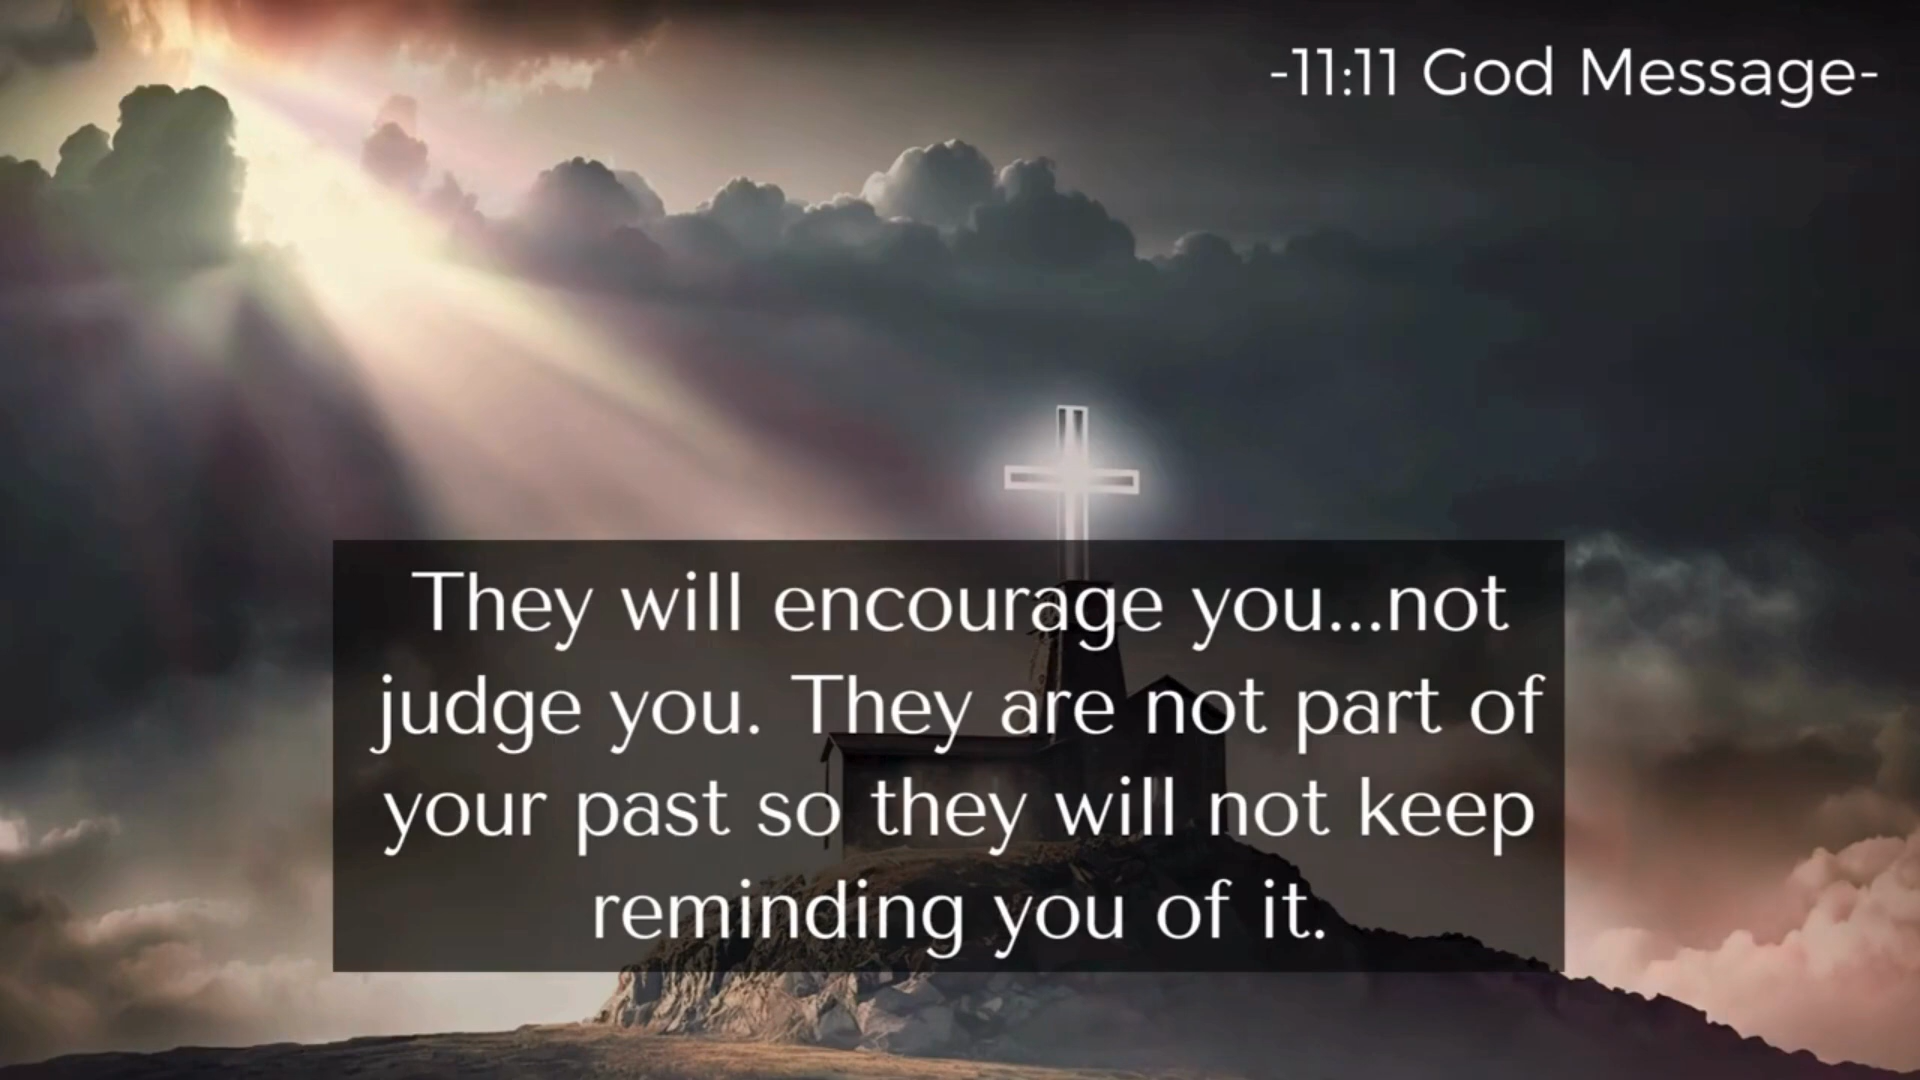 -11:11 God Message-
They will encourage you...not
judge you. They are not part of
your past so they will not keep
reminding you of it.